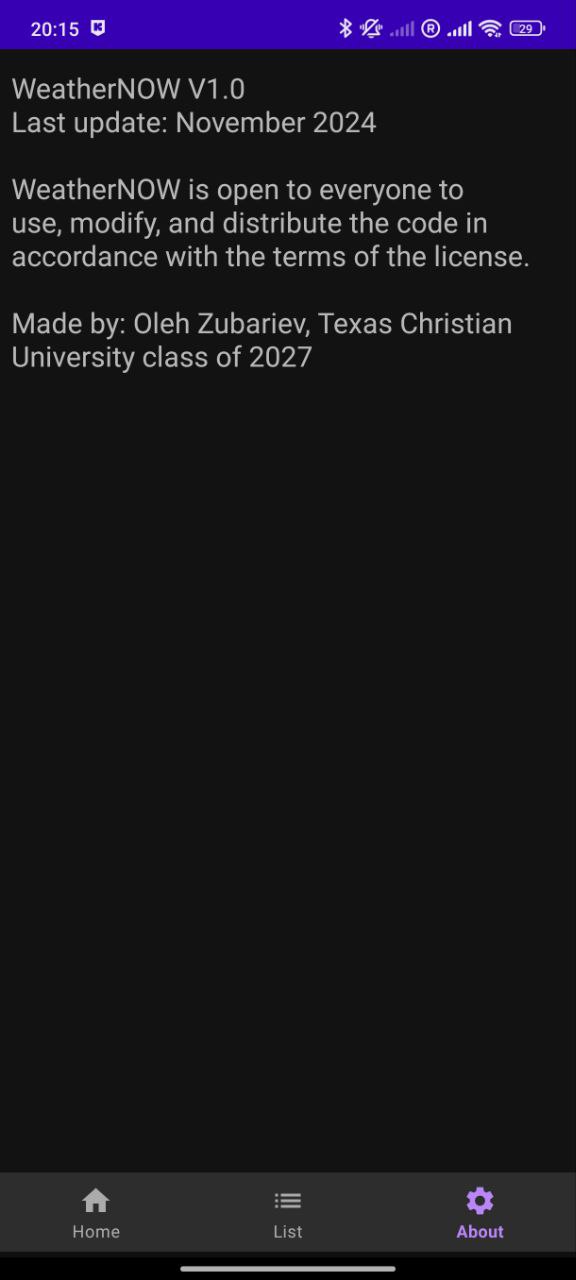 20:15
29
WeatherNOW V1.0
Last update: November 2024
WeatherNOW is open to everyone to
use, modify, and distribute the code in
accordance with the terms of the license.
Made by: Oleh Zubariev, Texas Christian
University class of 2027
Home
List
About